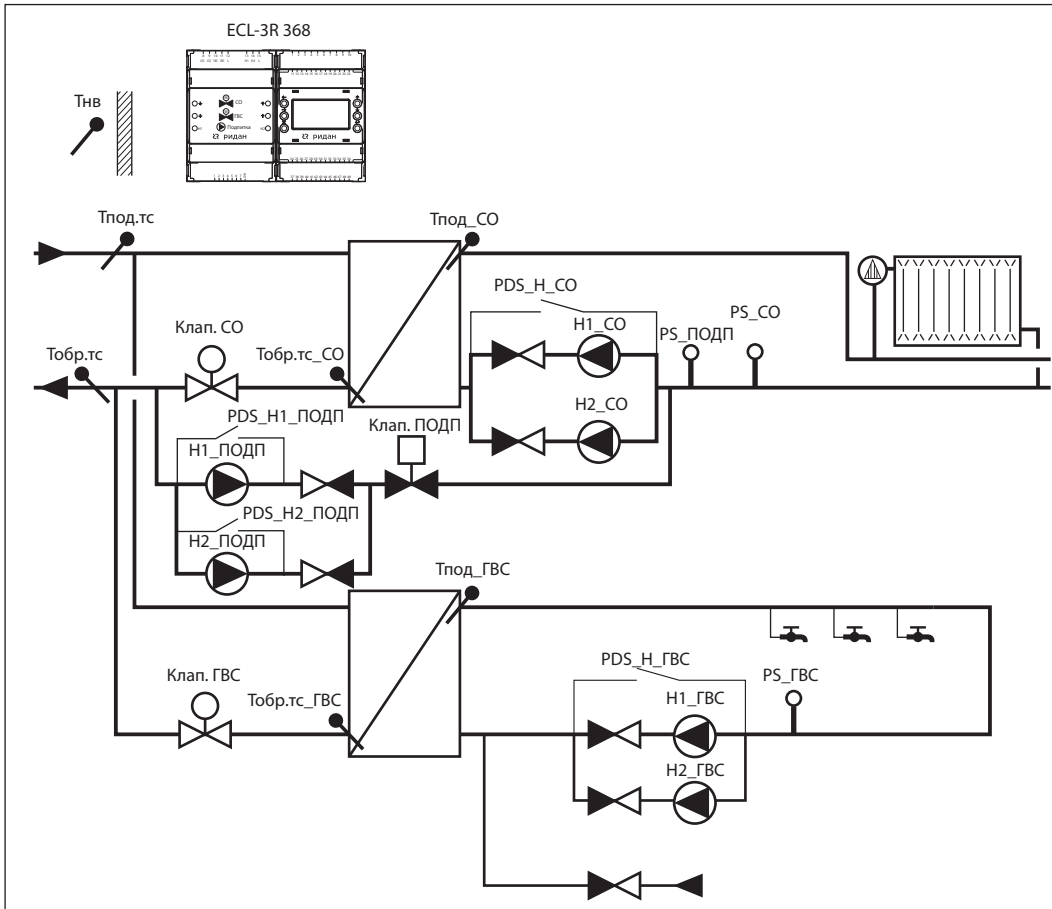 ECL-3R 368
Тнв
СО
ГВС
Подпитка
ридан
ридан
Тпод.тс
Тпод_СО
PDS_Н_СО
Клап. СО
Н1_СО
PS_СО
PS_ПОДП
Тобр.тс
Тобр.тс_СО
PDS_Н1_ПОДП
Клап. ПОДП
Н2_СО
Н1_ПОДП
PDS_Н2_ПОДП
Н2_ПОДП
Тпод_ГВС
PDS_Н_ГВС
Клап. ГВС
PS_ГВС
Тобр.тс_ГВС
Н1_ГВС
Н2_ГВС